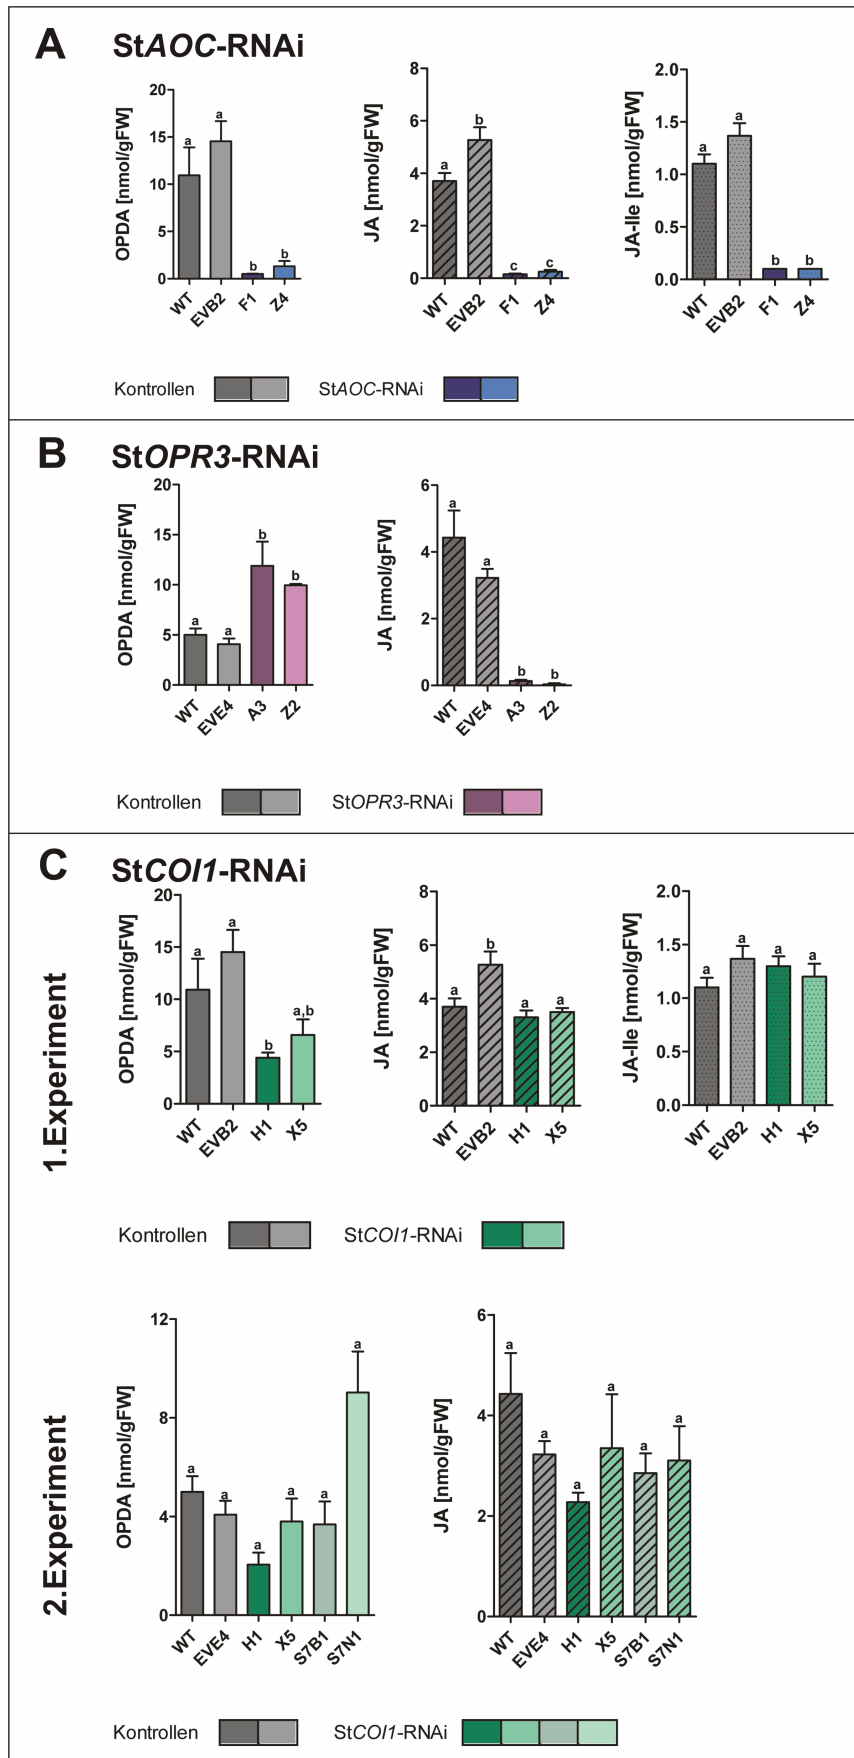 A StAOC-RNAi
OPDA [nmol/gFW]
20
15
10
5
0
a
a
b
b
WT
EVB2
F1
Z4
JA [nmol/gFW]
8
6
4
2
0
a
b
c
c
WT
EVB2
F1
Z4
JA-Ile [nmol/gFW]
2.0
1.5
1.0
0.5
0.0
a
a
b
b
WT
EVB2
F1
Z4
Kontrollen StAOC-RNAi
B StOPR3-RNAi
OPDA [nmol/gFW]
20
15
10
5
0
a
a
b
b
WT
EVE4
A3
Z2
JA [nmol/gFW]
6
4
2
0
a
a
b
b
WT
EVE4
A3
Z2
Kontrollen StOPR3-RNAi
C StCOI1-RNAi
1.Experiment
OPDA [nmol/gFW]
20
15
10
5
0
a
a
b
a,b
WT
EVB2
H1
X5
JA [nmol/gFW]
8
6
4
2
0
a
b
a
a
WT
EVB2
H1
X5
JA-Ile [nmol/gFW]
2.0
1.5
1.0
0.5
0.0
a
a
a
a
WT
EVB2
H1
X5
Kontrollen StCOI1-RNAi
2.Experiment
OPDA [nmol/gFW]
12
8
4
0
a
a
a
a
a
a
WT
EVE4
H1
X5
S7B1
S7N1
JA [nmol/gFW]
6
4
2
0
a
a
a
a
a
a
WT
EVE4
H1
X5
S7B1
S7N1
Kontrollen StCOI1-RNAi